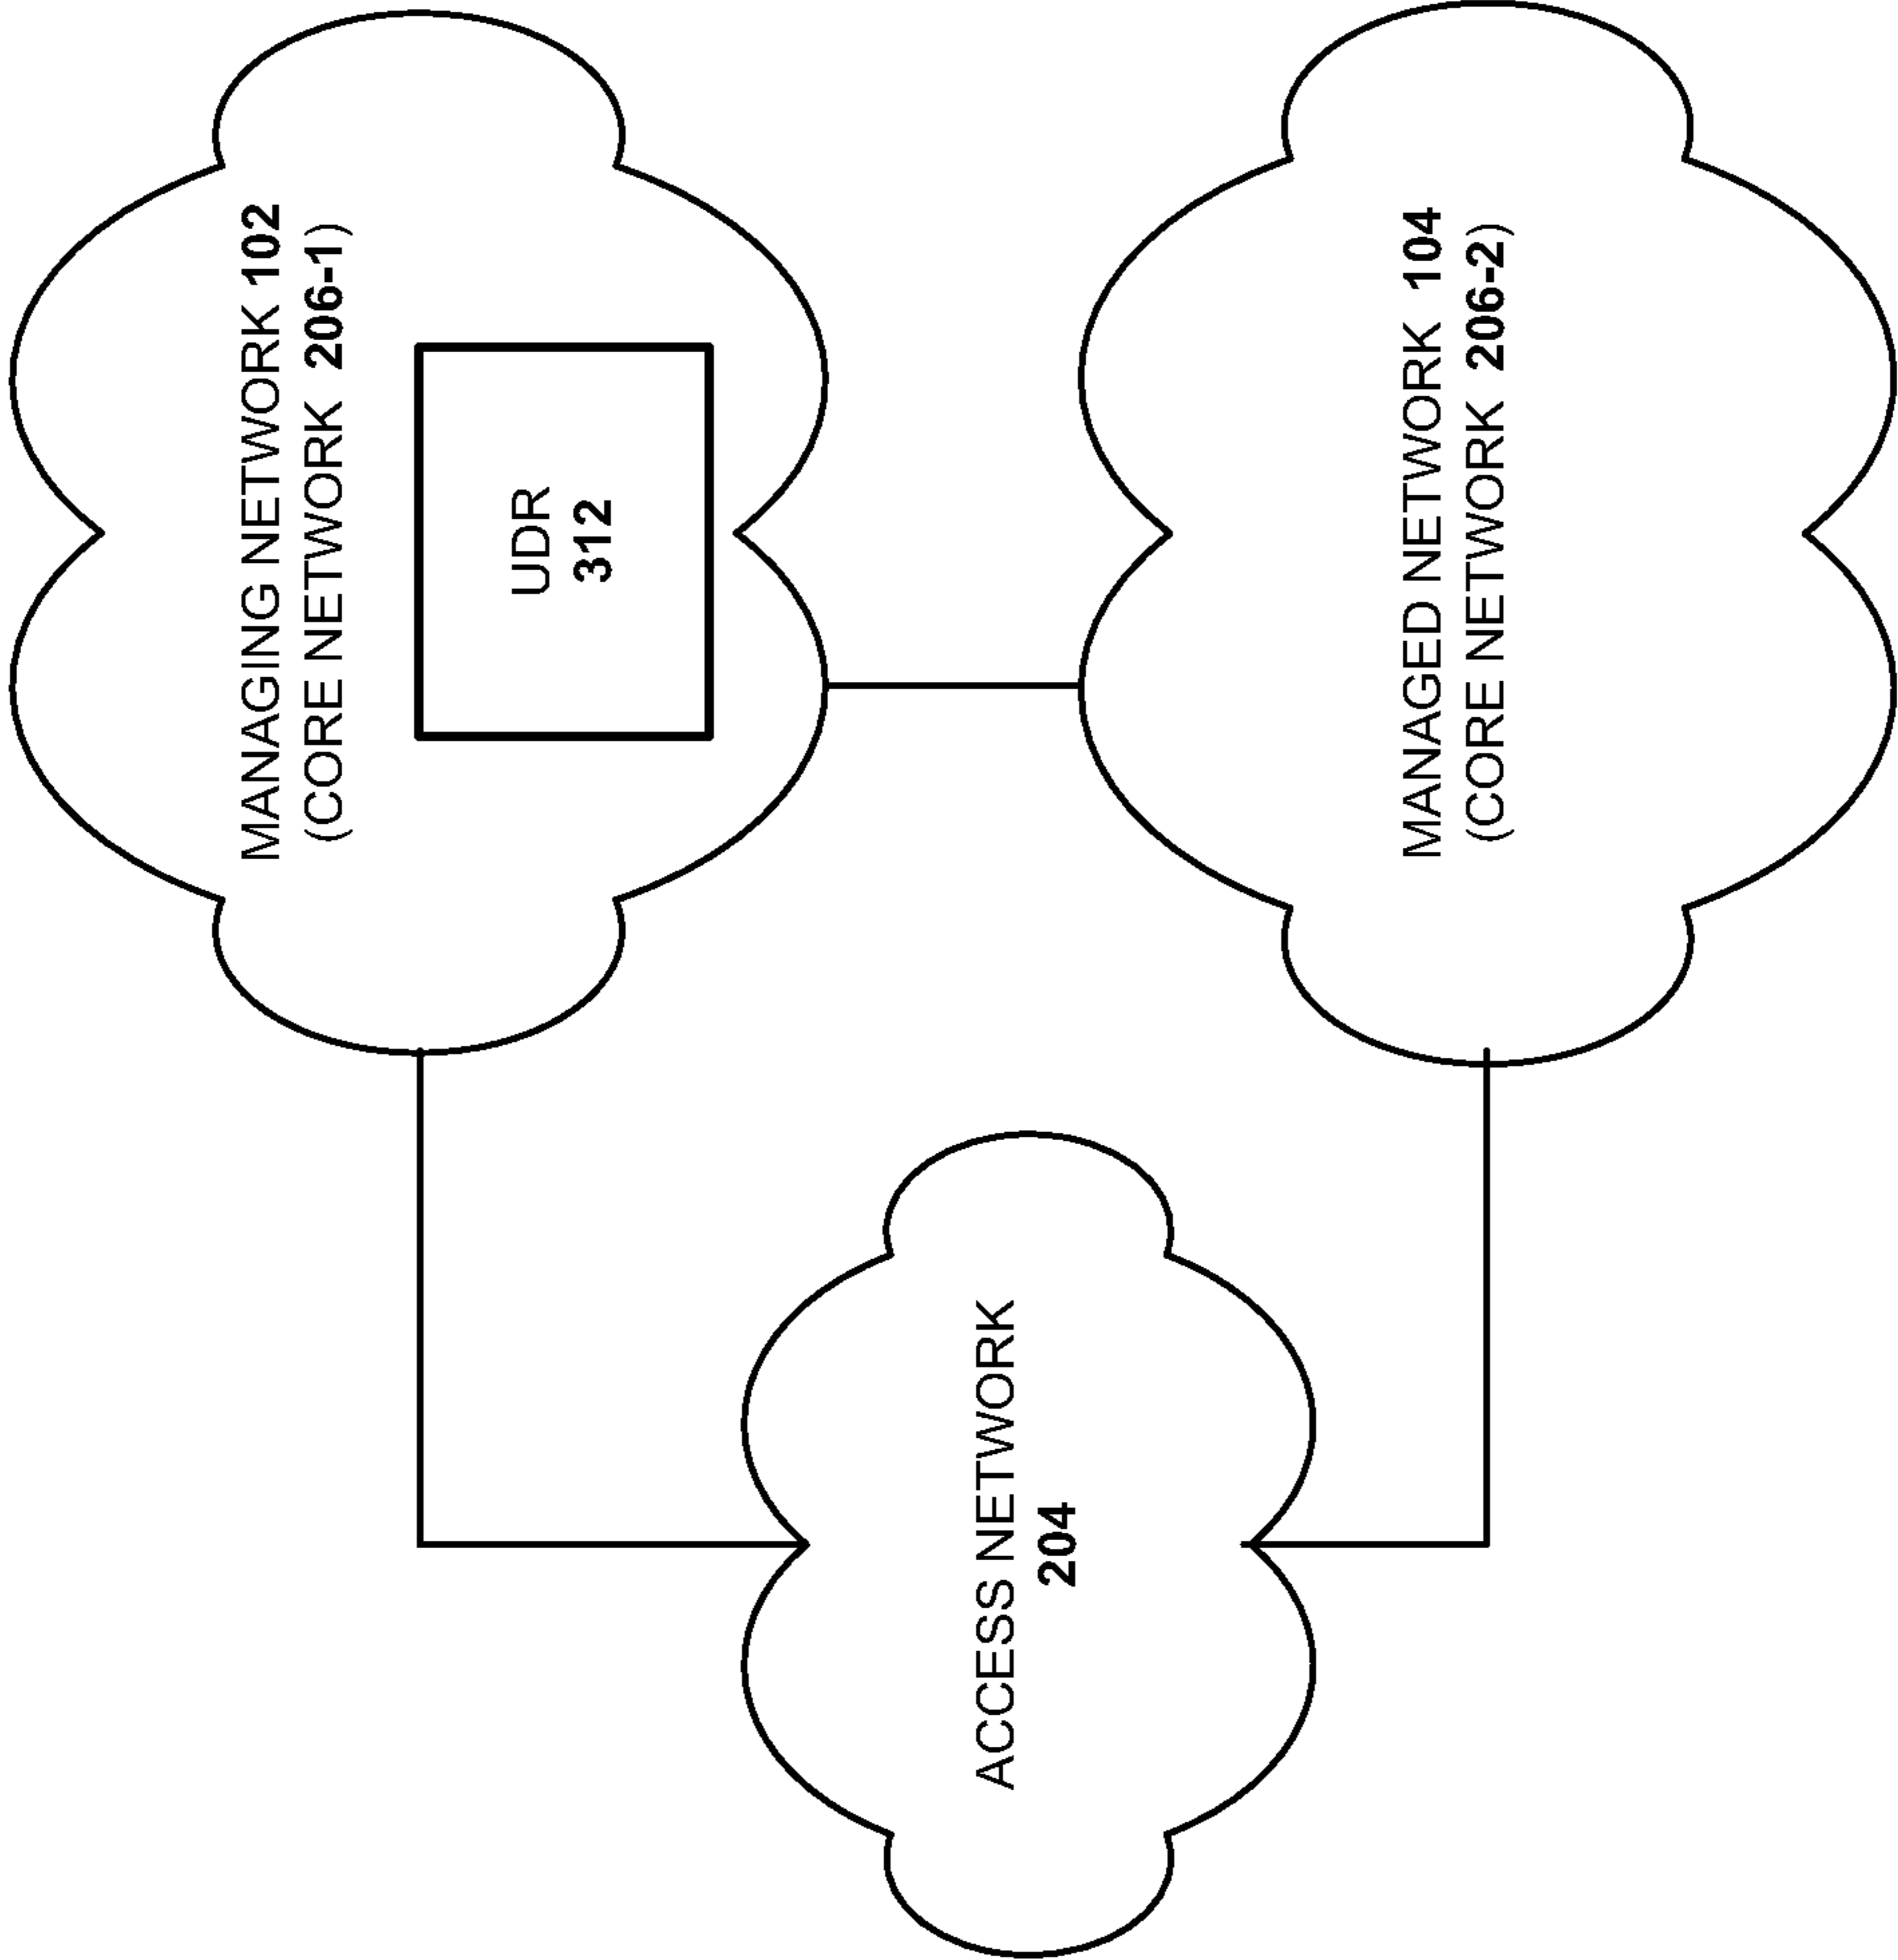 MANAGING NETWORK 102
(CORE NETWORK 206-1)
UDR
312
ACCESS NETWORK
204
MANAGED NETWORK 104
(CORE NETWORK 206-2)